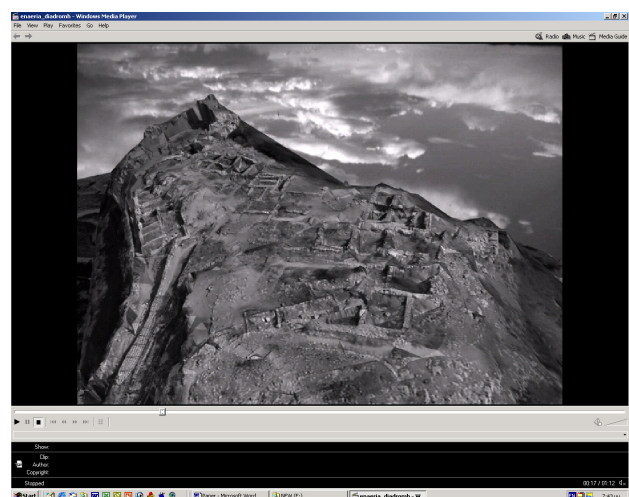 enaeria_diadromh - Windows Media Player
File View Play Favorites Go Help
Radio Music Media Guide
Show:
Clip:
Author:
Copyright:
Stopped 00:17 / 01:12
Start Paper - Microsoft Word NEW (F:) enaeria_diadromh - W...